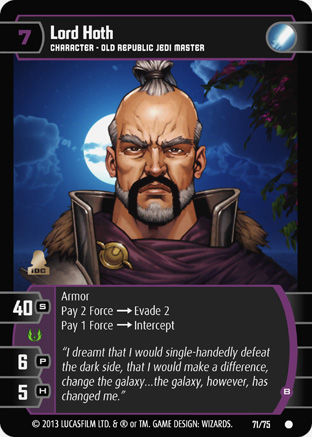 7
Lord Hoth
CHARACTER - OLD REPUBLIC JEDI MASTER
IDC
40 S
6 P
5 H
Armor
Pay 2 Force → Evade 2
Pay 1 Force → Intercept
"I dreamt that I would single-handedly defeat
the dark side, that I would make a difference,
change the galaxy...the galaxy, however, has
changed me."
B
© 2013 LUCASFILM LTD. & ® or TM. GAME DESIGN: WIZARDS.
71/75